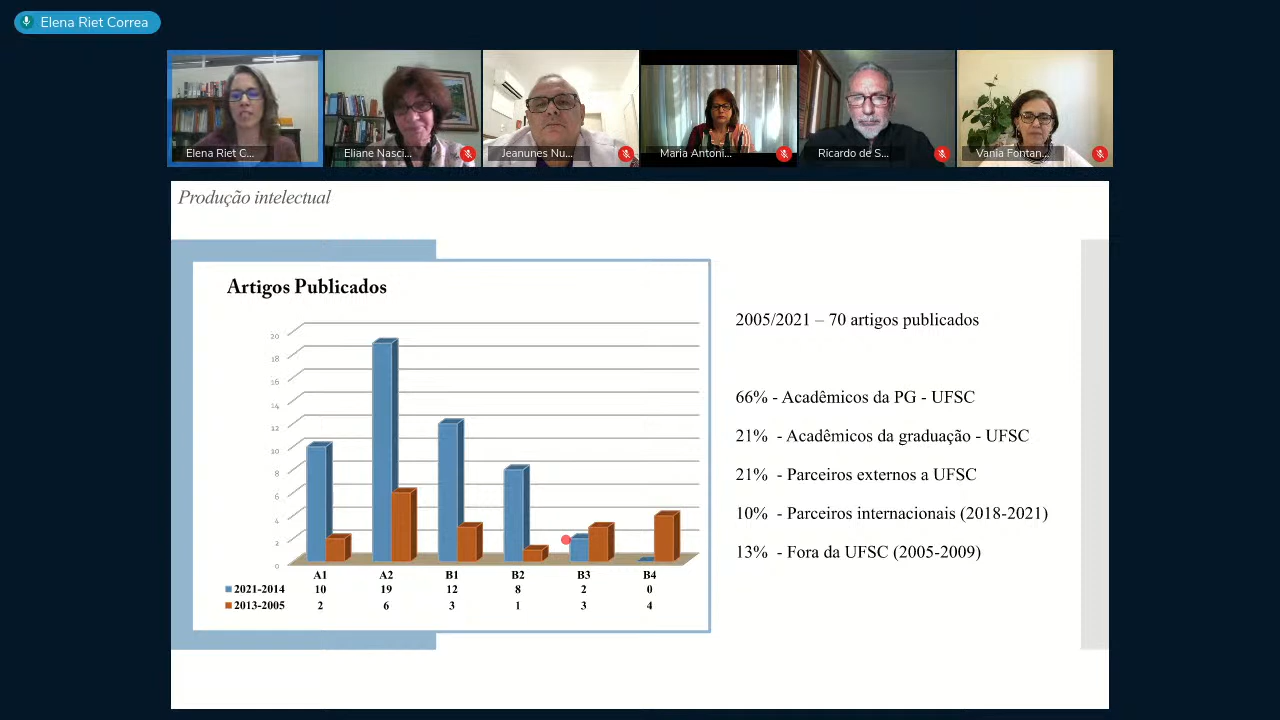 Elena Riet Correa
Elena Riet C...
Eliane Nasci...
Jeanunes Nu...
Maria Antoni...
Ricardo de S...
Vania Fontan...
Produção intelectual
Artigos Publicados
20
18
16
14
12
10
8
6
4
2
0
A1 A2 B1 B2 B3 B4
2021-2014 10 19 12 8 2 0
2013-2005 2 6 3 1 3 4
2005/2021 – 70 artigos publicados
66% - Acadêmicos da PG - UFSC
21% - Acadêmicos da graduação - UFSC
21% - Parceiros externos a UFSC
10% - Parceiros internacionais (2018-2021)
13% - Fora da UFSC (2005-2009)